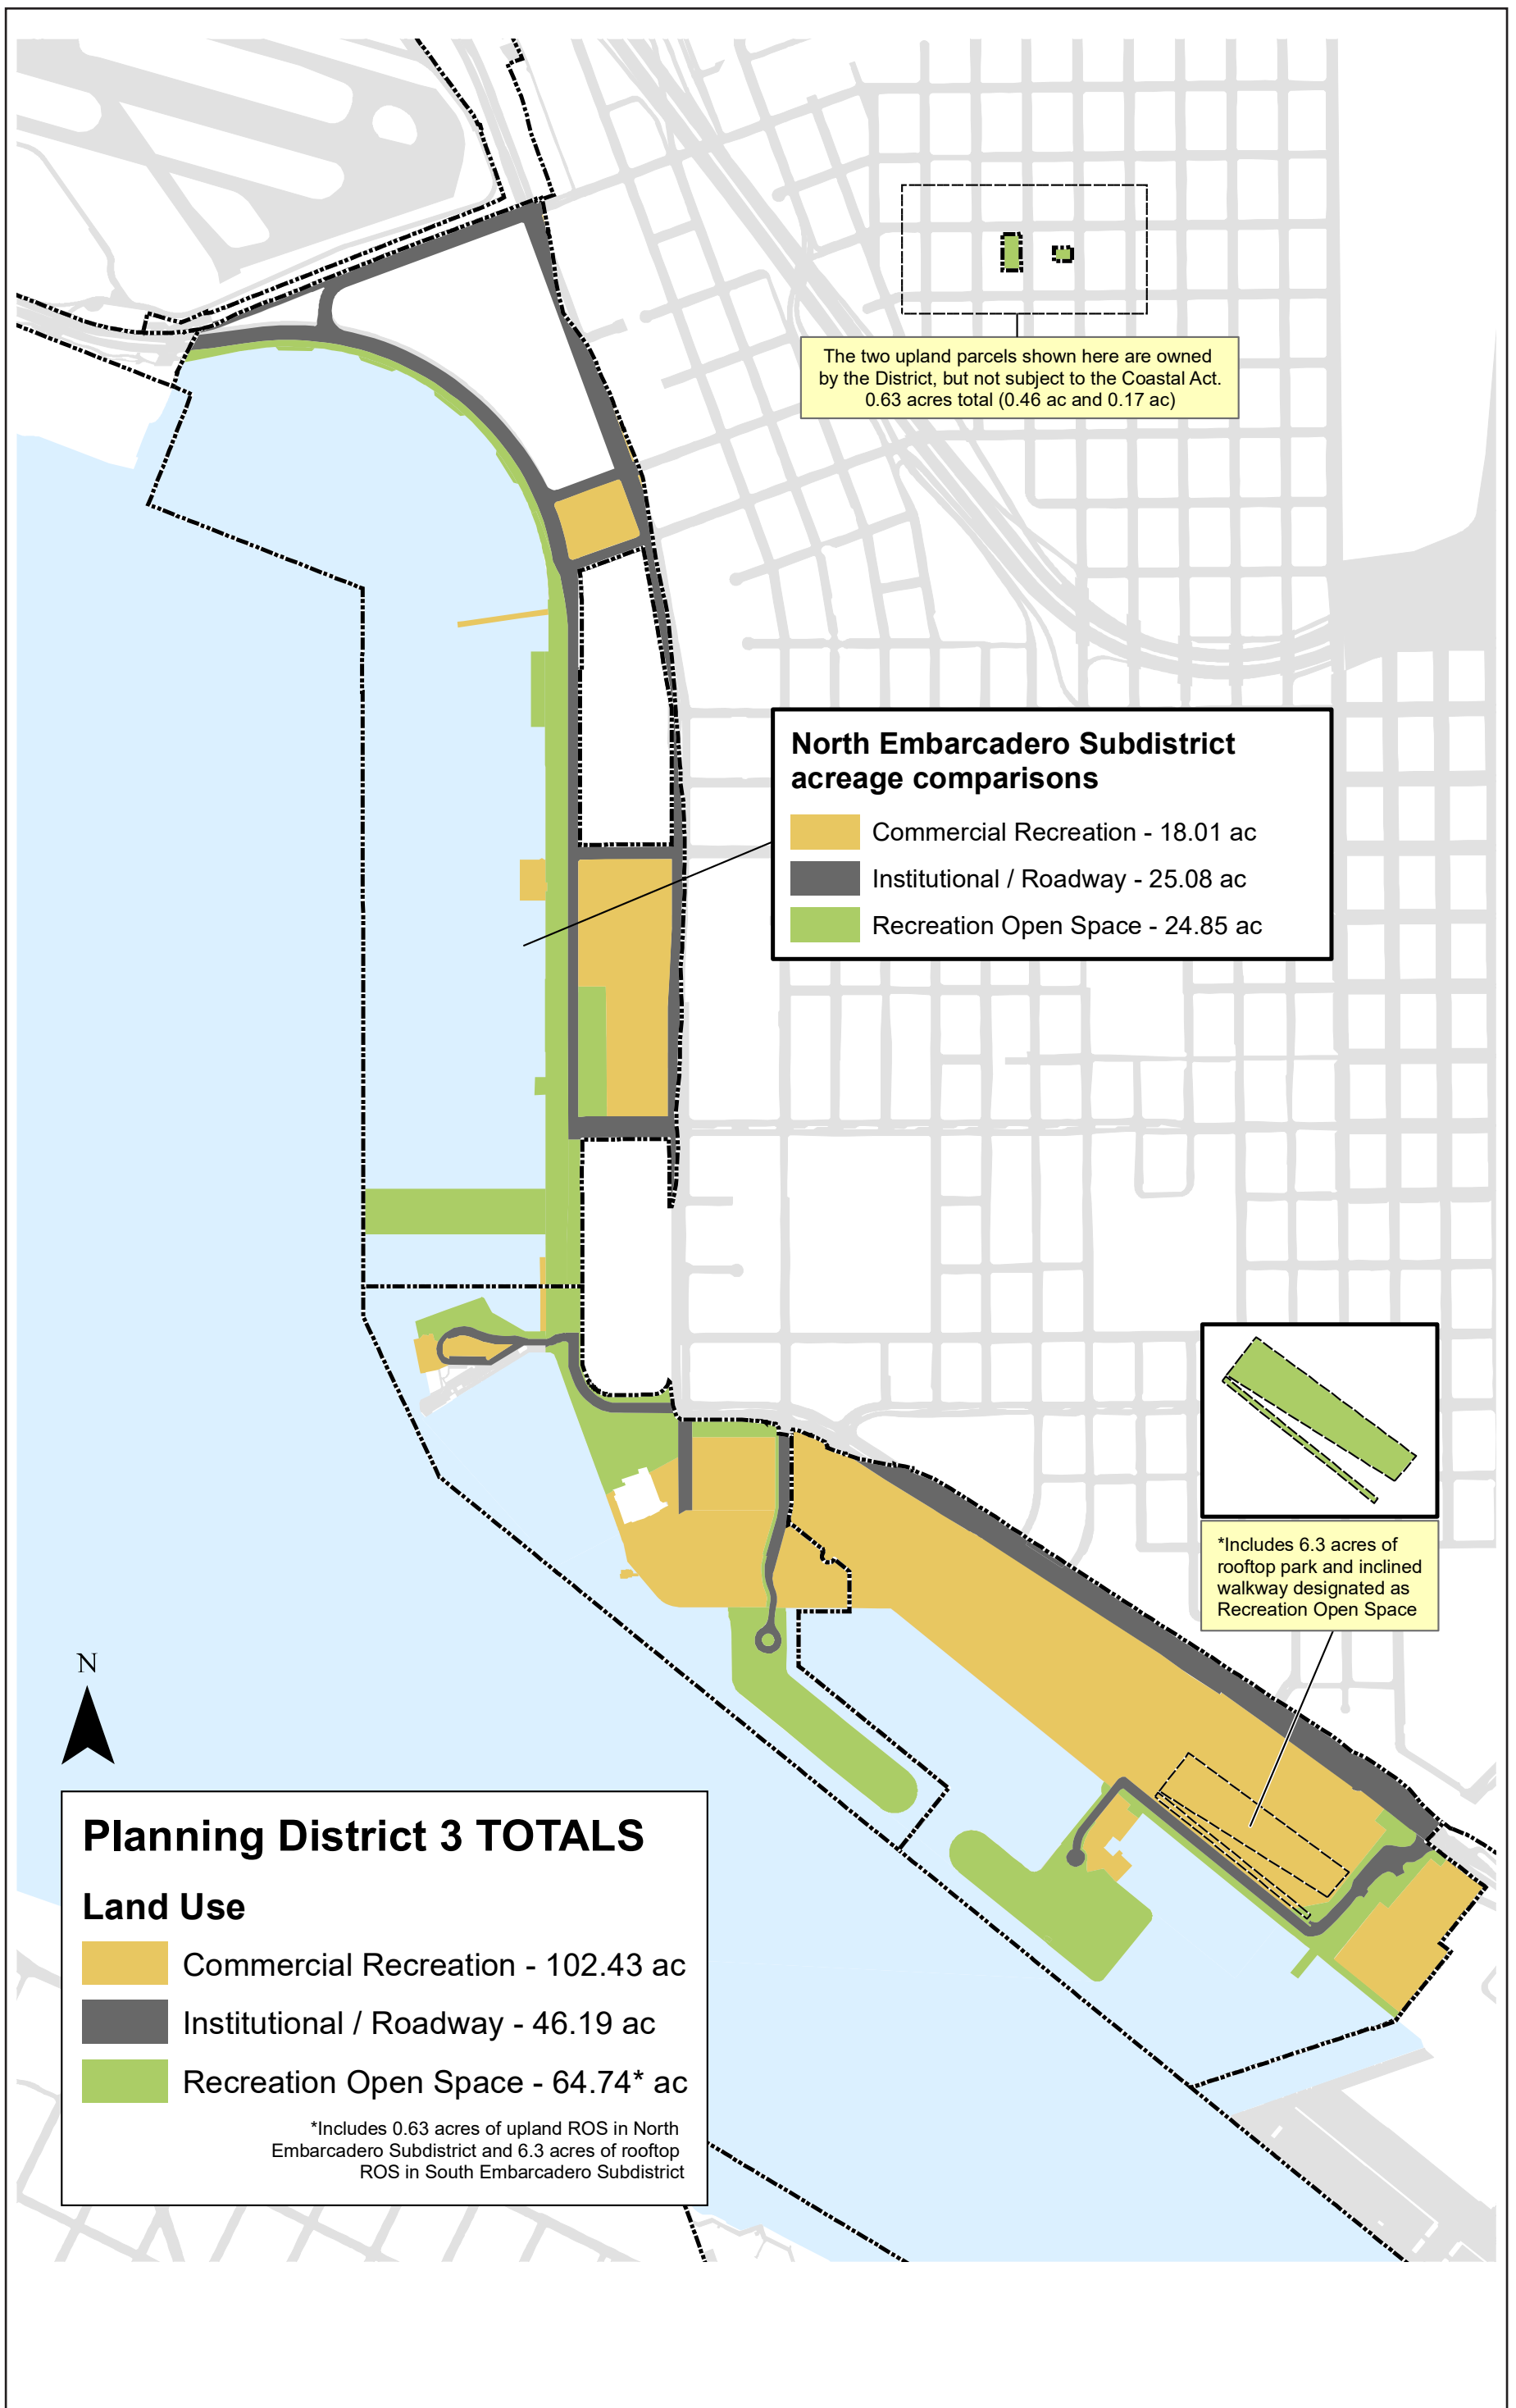 The two upland parcels shown here are owned
by the District, but not subject to the Coastal Act.
0.63 acres total (0.46 ac and 0.17 ac)
North Embarcadero Subdistrict
acreage comparisons
Commercial Recreation - 18.01 ac
Institutional / Roadway - 25.08 ac
Recreation Open Space - 24.85 ac
*Includes 6.3 acres of
rooftop park and inclined
walkway designated as
Recreation Open Space
N
Planning District 3 TOTALS
Land Use
Commercial Recreation - 102.43 ac
Institutional / Roadway - 46.19 ac
Recreation Open Space - 64.74* ac
*Includes 0.63 acres of upland ROS in North
Embarcadero Subdistrict and 6.3 acres of rooftop
ROS in South Embarcadero Subdistrict